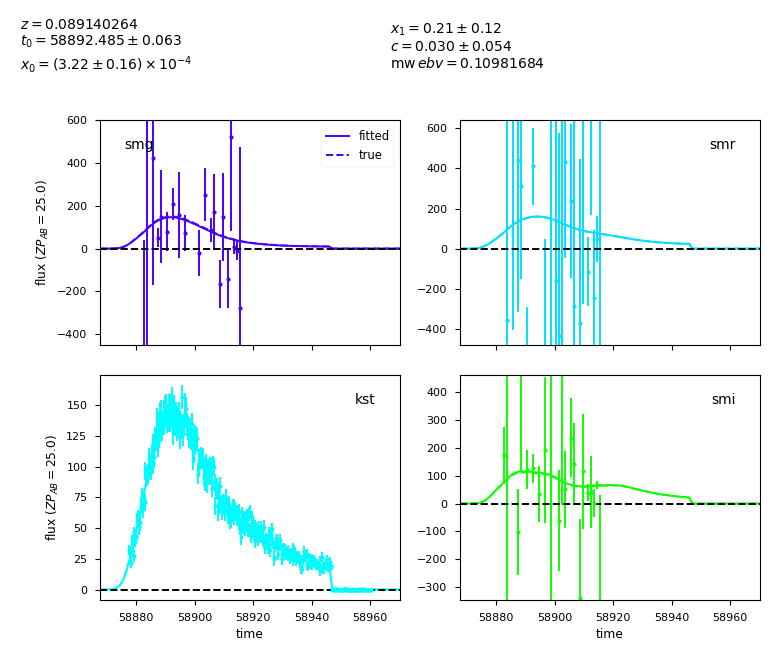 z = 0.089140264
t₀ = 58892.485 ± 0.063
x₀ = (3.22 ± 0.16) × 10⁻⁴
x₁ = 0.21 ± 0.12
c = 0.030 ± 0.054
mwebv = 0.10981684
smg
fitted
true
600
400
200
0
−200
−400
flux (ZP_AB = 25.0)
smr
600
400
200
0
−200
−400
kst
150
125
100
75
50
25
0
flux (ZP_AB = 25.0)
58880 58900 58920 58940 58960
time
smi
400
300
200
100
0
−100
−200
−300
58880 58900 58920 58940 58960
time